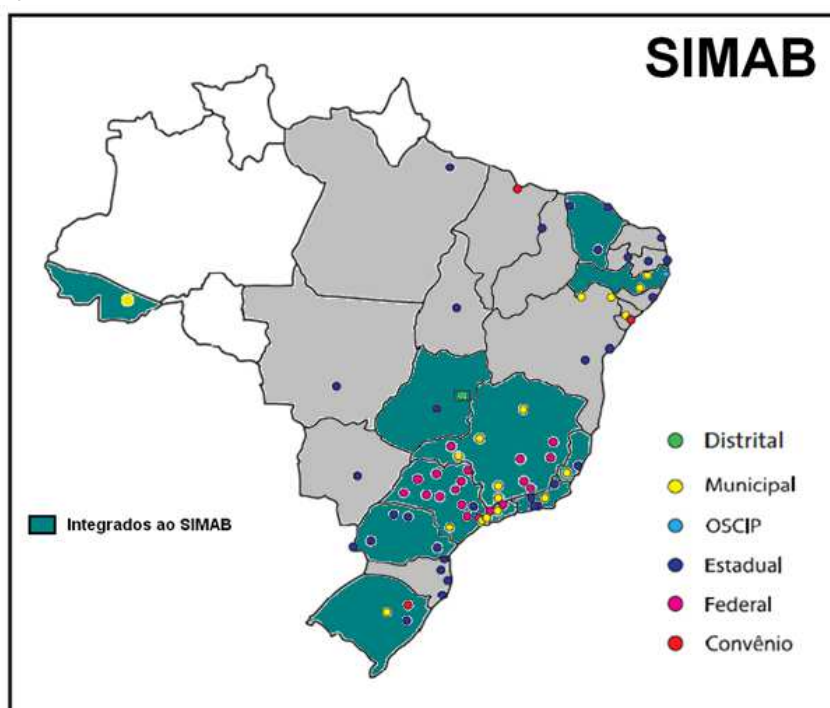 SIMAB
Distrital
Municipal
OSCIP
Integrados ao SIMAB
Estadual
Federal
Convênio